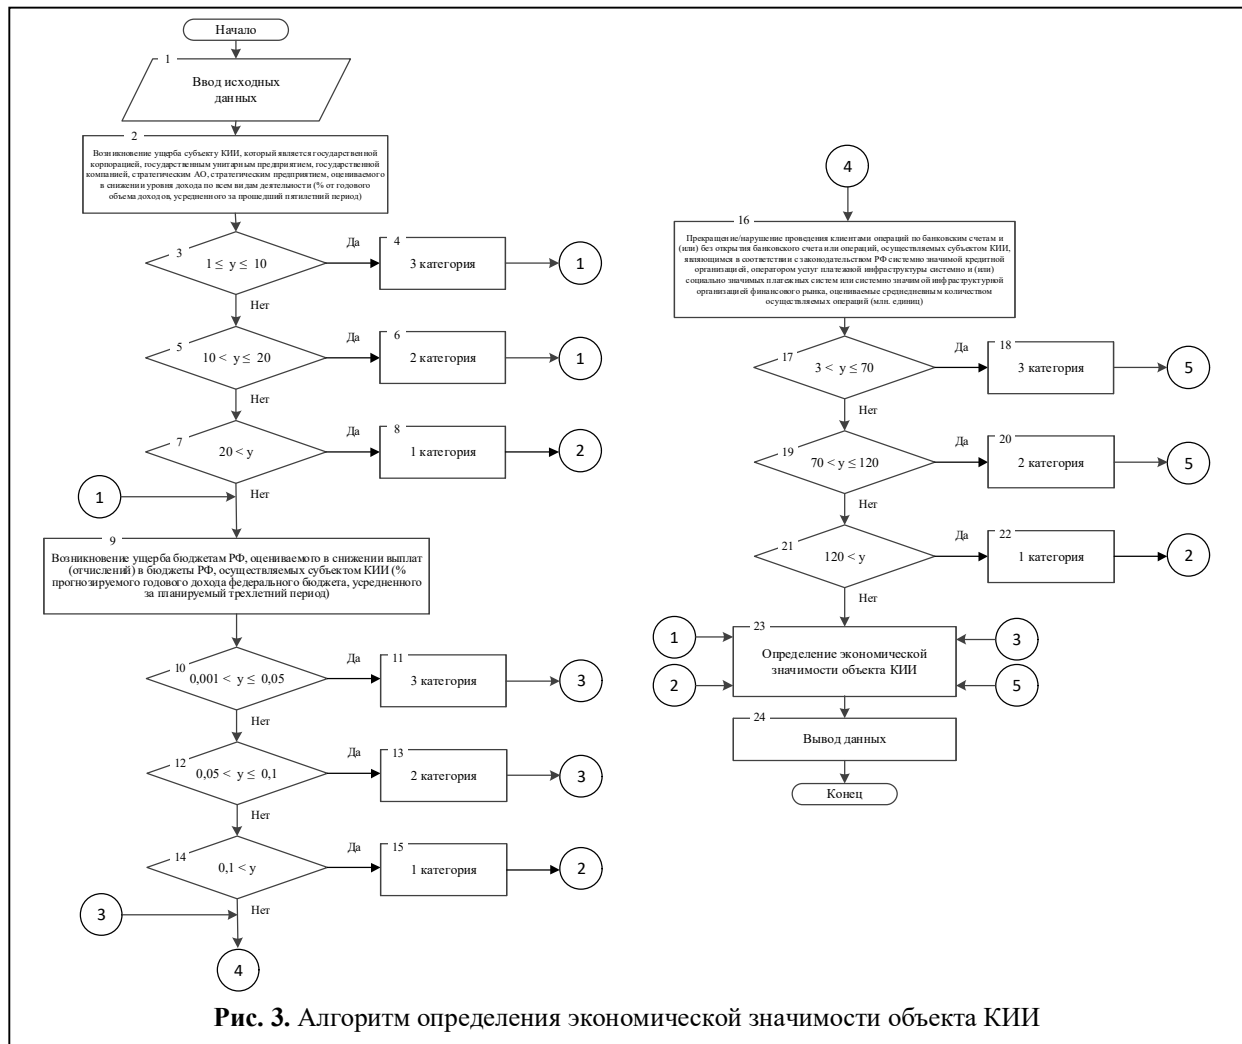 Начало
1
Ввод исходных
данных
2
Возникновение ущерба субъекту КИИ, который является государственной
корпорацией, государственным унитарным предприятием, государственной
компанией, стратегическим АО, стратегическим предприятием, оцениваемого
в снижении уровня дохода по всем видам деятельности (% от годового
объема доходов, усредненного за прошедший пятилетний период)
3
1 ≤ y ≤ 10
Да
4
3 категория
1
Нет
5
10 < y ≤ 20
Да
6
2 категория
1
Нет
7
20 < y
Да
8
1 категория
2
Нет
1
9
Возникновение ущерба бюджетам РФ, оцениваемого в снижении выплат
(отчислений) в бюджеты РФ, осуществляемых субъектом КИИ (%
прогнозируемого годового дохода федерального бюджета, усредненного
за планируемый трехлетний период)
10
0,001 < y ≤ 0,05
Да
11
3 категория
3
Нет
12
0,05 < y ≤ 0,1
Да
13
2 категория
3
Нет
14
0,1 < y
Да
15
1 категория
2
Нет
3
4
4
16
Прекращение/нарушение проведения клиентами операций по банковским счетам и
(или) без открытия банковского счета или операций, осуществляемых субъектом КИИ,
являющимся в соответствии с законодательством РФ системно значимой кредитной
организацией, оператором услуг платежной инфраструктуры системно и (или)
социально значимых платежных систем или системно значимой инфраструктурной
организацией финансового рынка, оцениваемые среднедневным количеством
осуществляемых операций (млн. единиц)
17
3 < y ≤ 70
Да
18
3 категория
5
Нет
19
70 < y ≤ 120
Да
20
2 категория
5
Нет
21
120 < y
Да
22
1 категория
2
Нет
1
2
23
Определение экономической
значимости объекта КИИ
3
5
24
Вывод данных
Конец
Рис. 3. Алгоритм определения экономической значимости объекта КИИ